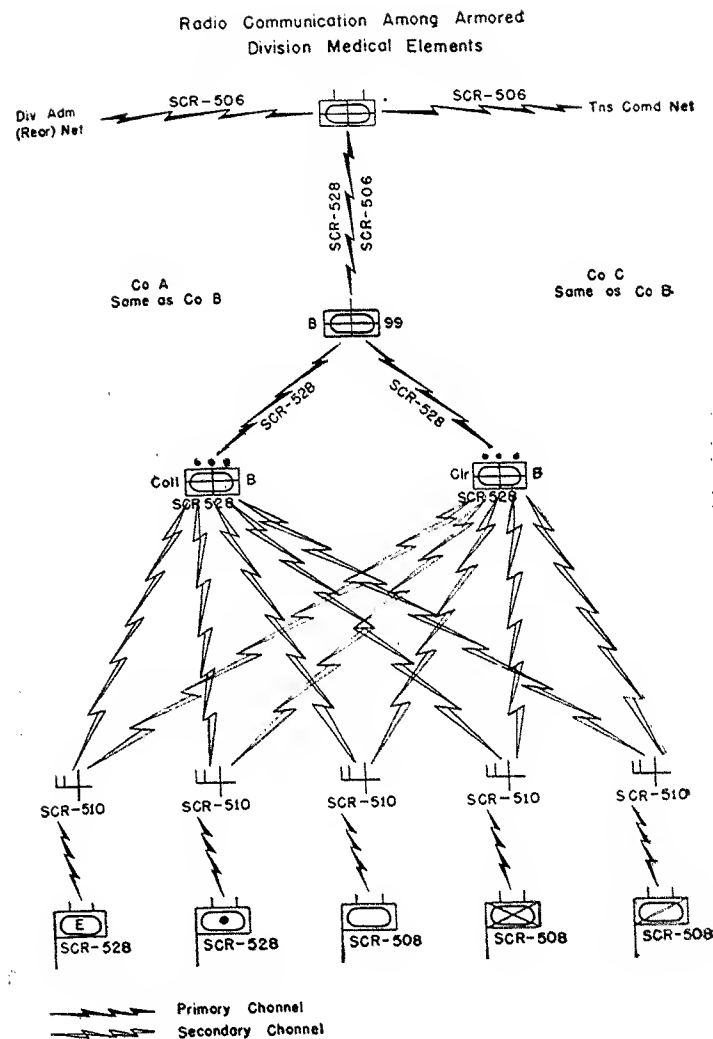 Radio Communication Among Armored
Division Medical Elements
Div Adm
(Rear) Net
SCR-506
SCR-506
Tns Comd Net
SCR-528
SCR-506
Co A
Same as Co B
Co C
Same as Co B
B
99
SCR-528
SCR-528
Coll
B
Clr
B
SCR 528
SCR 528
SCR-510
SCR-510
SCR-510
SCR-510
SCR-510
E
SCR-528
SCR-528
SCR-508
SCR-508
SCR-508
Primary Channel
Secondary Channel